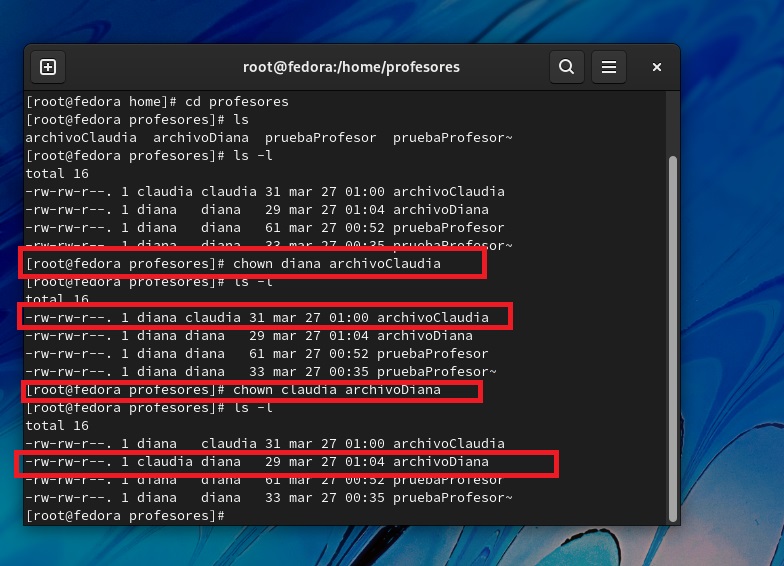 root@fedora:/home/profesores
[root@fedora home]# cd profesores
[root@fedora profesores]# ls
archivoClaudia  archivoDiana  pruebaProfesor  pruebaProfesor~
[root@fedora profesores]# ls -l
total 16
-rw-rw-r--. 1 claudia claudia 31 mar 27 01:00 archivoClaudia
-rw-rw-r--. 1 diana   diana   29 mar 27 01:04 archivoDiana
-rw-rw-r--. 1 diana   diana   61 mar 27 00:52 pruebaProfesor
-rw-rw-r--. 1 diana   diana   33 mar 27 00:35 pruebaProfesor~
[root@fedora profesores]# chown diana archivoClaudia
[root@fedora profesores]# ls -l
total 16
-rw-rw-r--. 1 diana claudia 31 mar 27 01:00 archivoClaudia
-rw-rw-r--. 1 diana diana   29 mar 27 01:04 archivoDiana
-rw-rw-r--. 1 diana diana   61 mar 27 00:52 pruebaProfesor
-rw-rw-r--. 1 diana diana   33 mar 27 00:35 pruebaProfesor~
[root@fedora profesores]# chown claudia archivoDiana
[root@fedora profesores]# ls -l
total 16
-rw-rw-r--. 1 diana   claudia 31 mar 27 01:00 archivoClaudia
-rw-rw-r--. 1 claudia diana   29 mar 27 01:04 archivoDiana
-rw-rw-r--. 1 diana   diana   61 mar 27 00:52 pruebaProfesor
-rw-rw-r--. 1 diana   diana   33 mar 27 00:35 pruebaProfesor~
[root@fedora profesores]#